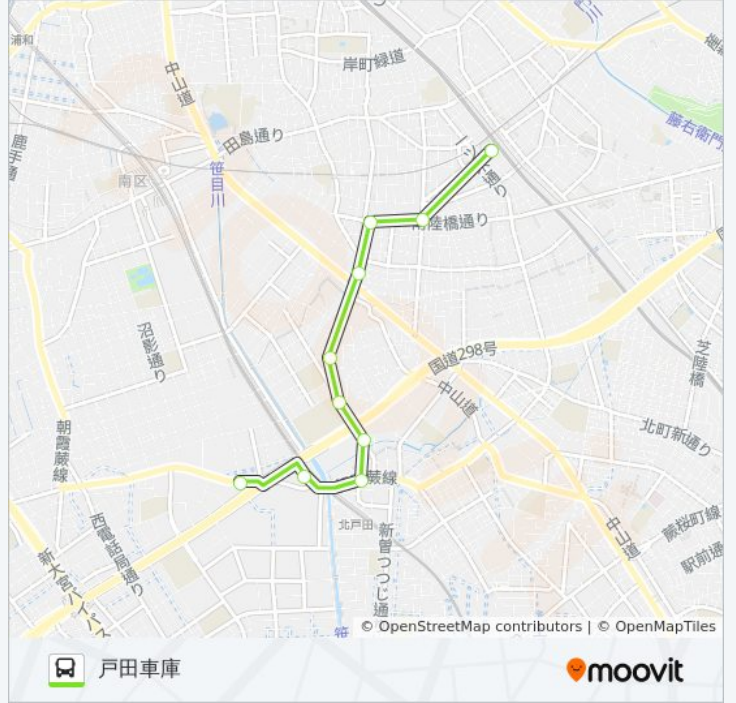 浦和
中山道
岸町緑道
田島通り
笹目川
南区
鹿手通
藤右衛門
一ツ木通り
南陸橋通り
沼影通り
国道298号
中山道
芝陸橋
北町新通り
朝霞蕨線
蕨線
北戸田
西電話局通り
新大宮バイパス
新曽つつじ通
中山道
蕨桜町線
駅前通
笹
© OpenStreetMap contributors | © OpenMapTiles
戸田車庫
moovit